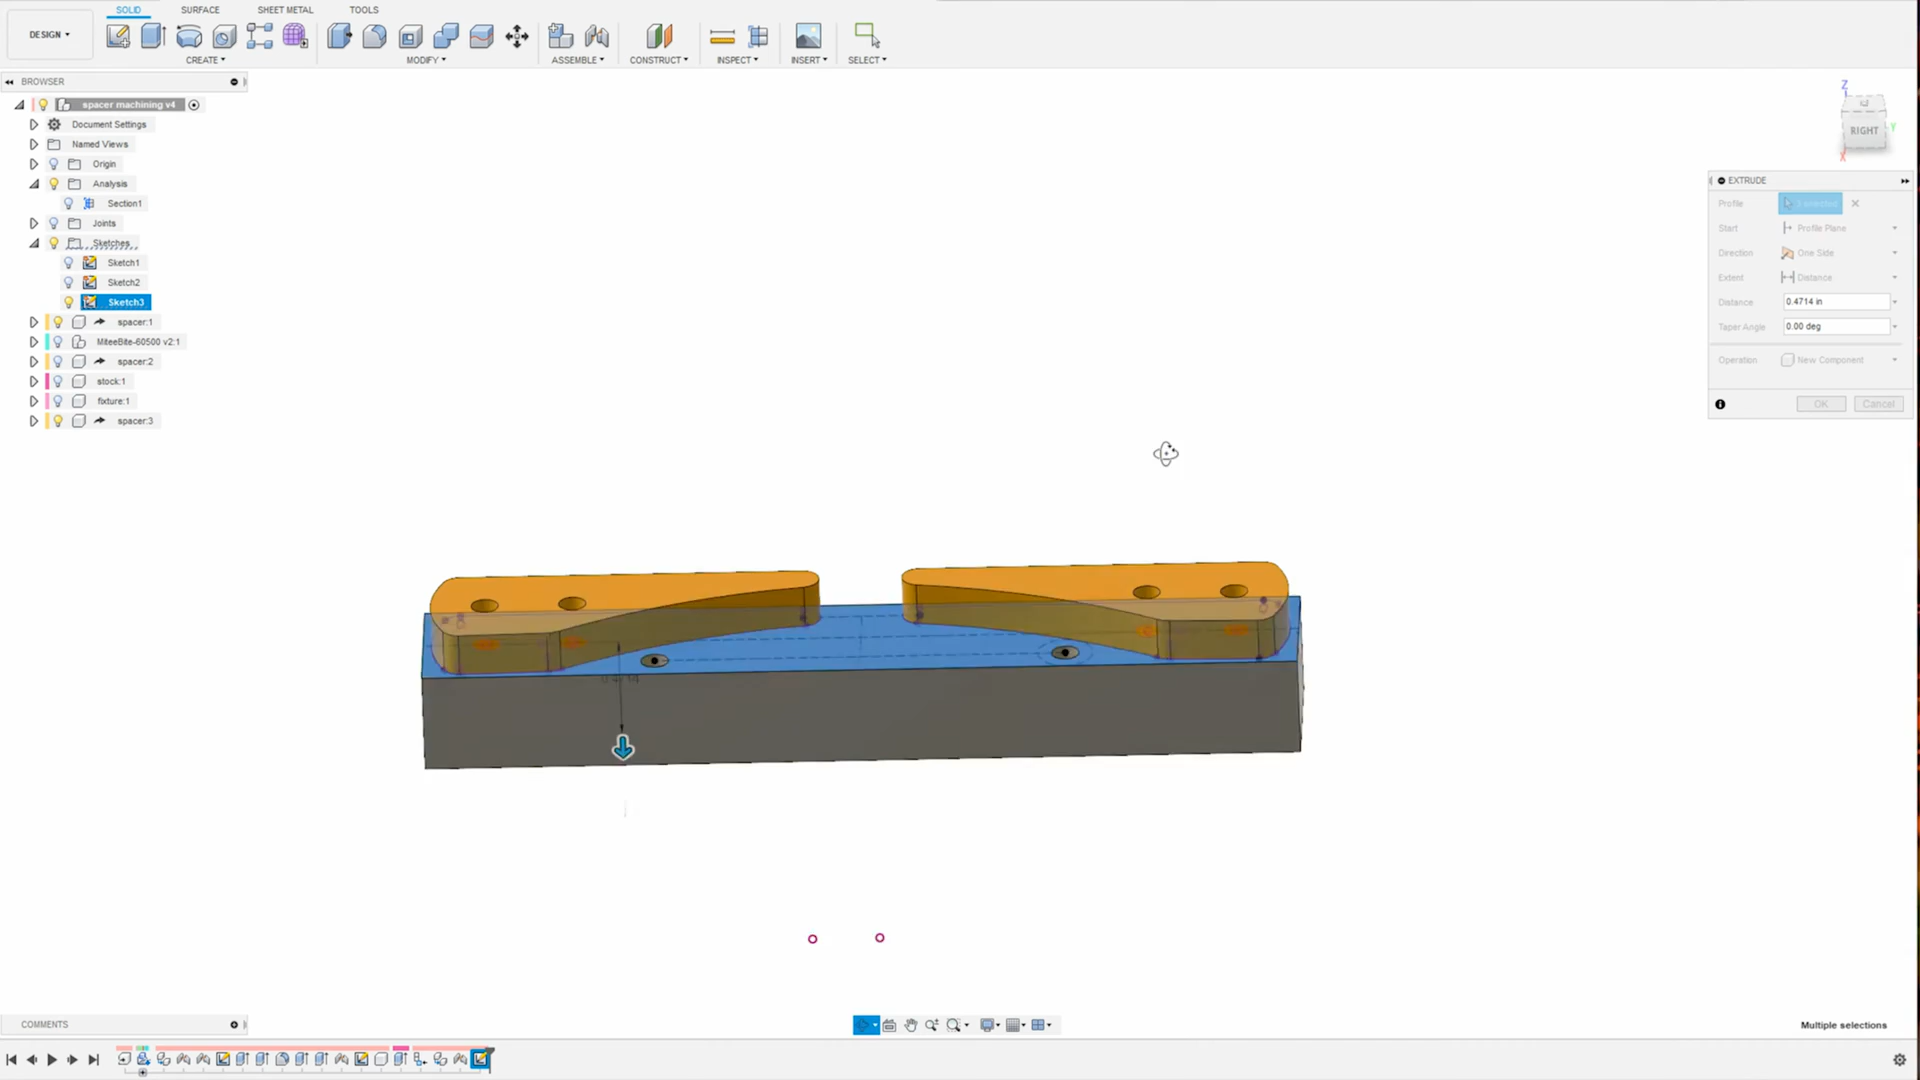 SOLID SURFACE SHEET METAL TOOLS
DESIGN
CREATE MODIFY ASSEMBLE CONSTRUCT INSPECT INSERT SELECT
BROWSER
spacer machining v4
Document Settings
Named Views
Origin
Analysis
Section1
Joints
Sketches
Sketch1
Sketch2
Sketch3
spacer:1
MiteeBite-60500 v2:1
spacer:2
stock:1
fixture:1
spacer:3
Z
RIGHT
Y
X
EXTRUDE
Profile selected
Start Profile Plane
Direction One Side
Extent Distance
Distance 0.4714 in
Taper Angle 0.00 deg
Operation New Component
OK Cancel
COMMENTS
Multiple selections